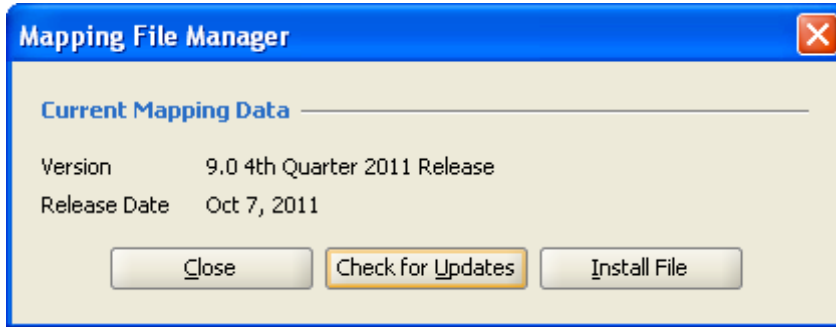 Mapping File Manager
Current Mapping Data
Version 9.0 4th Quarter 2011 Release
Release Date Oct 7, 2011
Close Check for Updates Install File